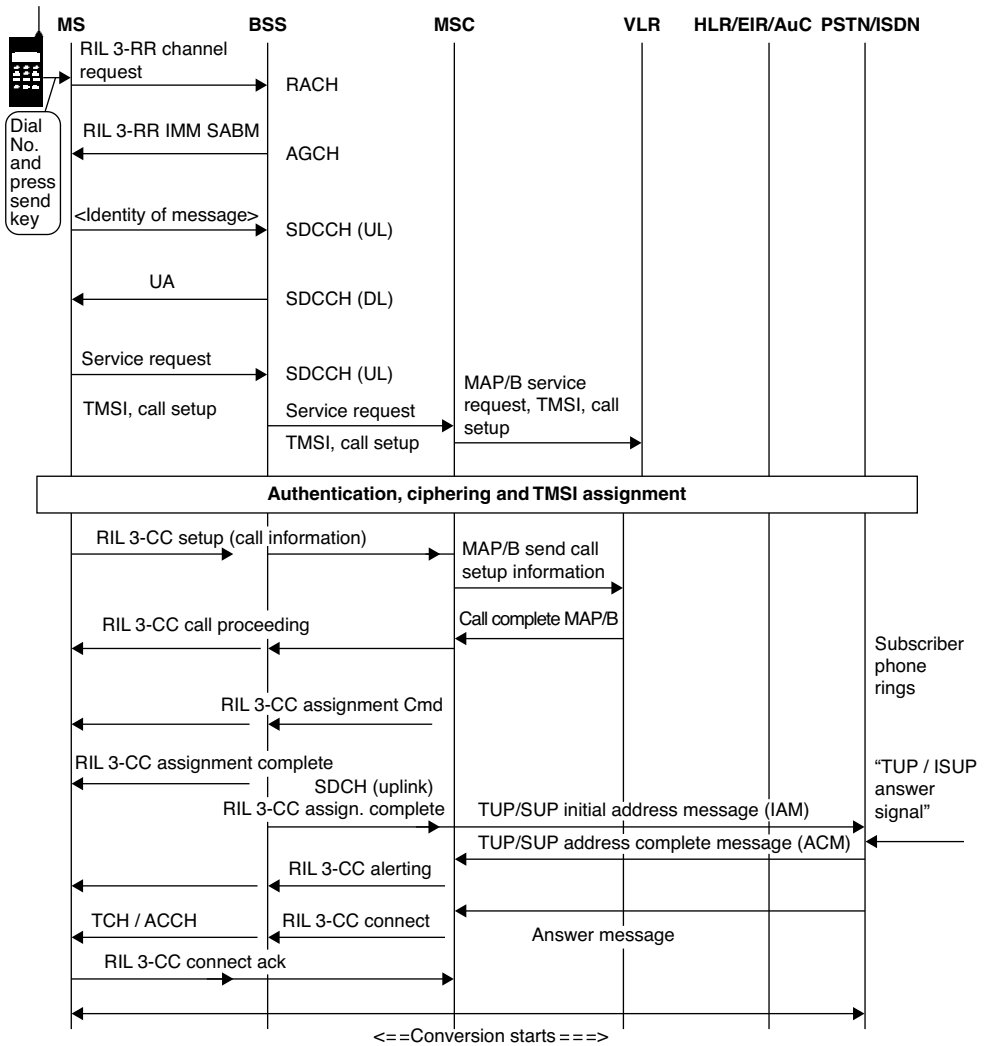 MS BSS MSC VLR HLR/EIR/AuC PSTN/ISDN
RIL 3-RR channel
request
RACH
Dial
No.
and
press
send
key
RIL 3-RR IMM SABM
AGCH
<Identity of message>
SDCCH (UL)
UA
SDCCH (DL)
Service request
SDCCH (UL)
TMSI, call setup
Service request
TMSI, call setup
MAP/B service
request, TMSI, call
setup
Authentication, ciphering and TMSI assignment
RIL 3-CC setup (call information)
MAP/B send call
setup information
Call complete MAP/B
RIL 3-CC call proceeding
Subscriber
phone
rings
RIL 3-CC assignment Cmd
RIL 3-CC assignment complete
SDCH (uplink)
RIL 3-CC assign. complete
TUP/SUP initial address message (IAM)
“TUP / ISUP
answer
signal”
TUP/SUP address complete message (ACM)
RIL 3-CC alerting
TCH / ACCH
RIL 3-CC connect
Answer message
RIL 3-CC connect ack
<==Conversion starts===>